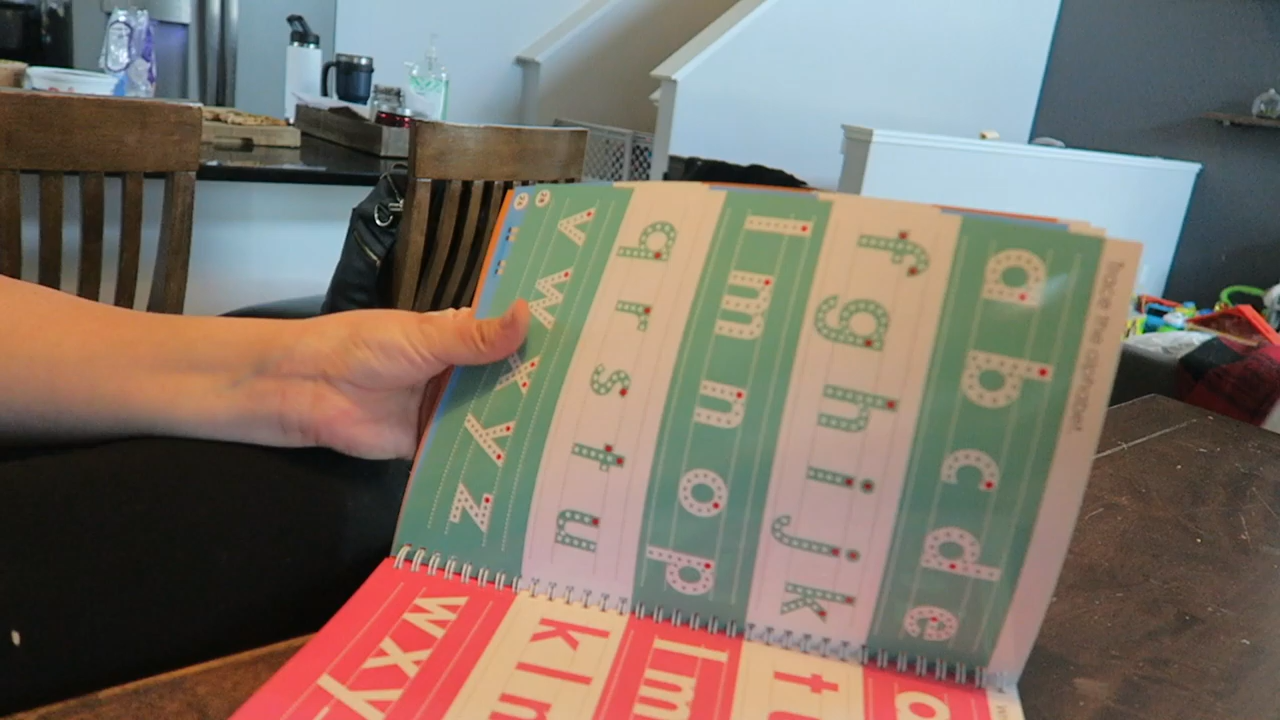 Trace the alphabet!
a b c d e
f g h i j k
l m n o p
q r s t u
v w x y z
a
l m
w x y